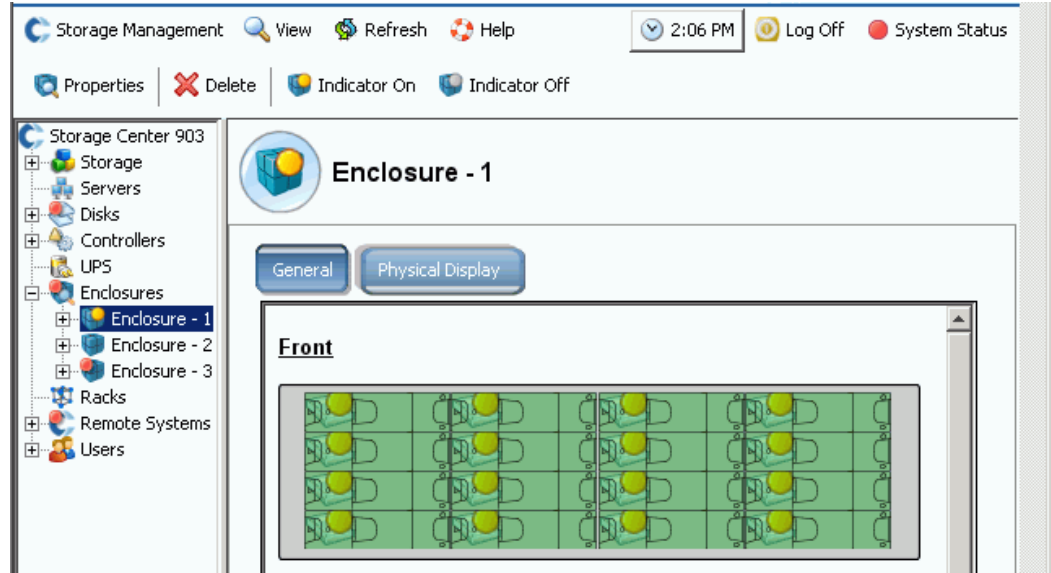 Storage Management View Refresh Help 2:06 PM Log Off System Status
Properties Delete Indicator On Indicator Off
Storage Center 903
Storage
Servers
Disks
Controllers
UPS
Enclosures
Enclosure - 1
Enclosure - 2
Enclosure - 3
Racks
Remote Systems
Users
Enclosure - 1
General Physical Display
Front